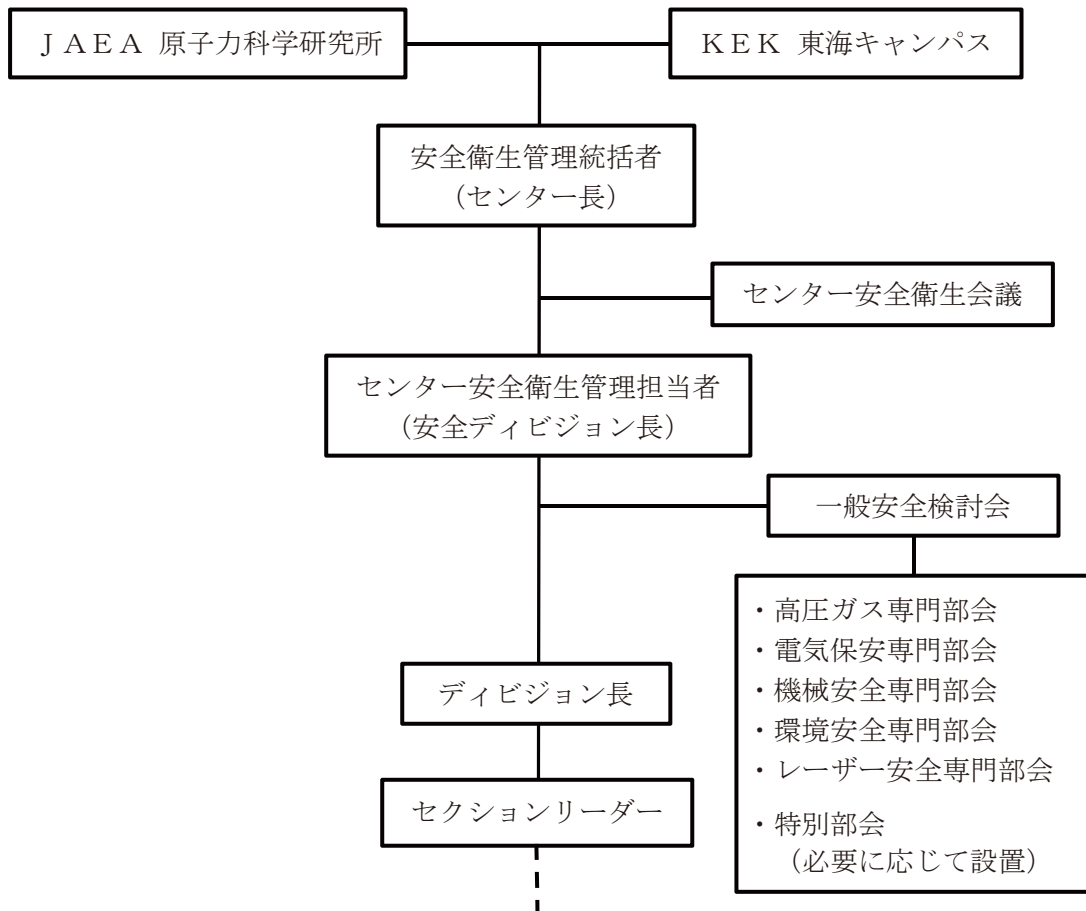 ＪＡＥＡ 原子力科学研究所
ＫＥＫ 東海キャンパス
安全衛生管理統括者
（センター長）
センター安全衛生会議
センター安全衛生管理担当者
（安全ディビジョン長）
一般安全検討会
・高圧ガス専門部会
・電気保安専門部会
・機械安全専門部会
・環境安全専門部会
・レーザー安全専門部会
・特別部会
（必要に応じて設置）
ディビジョン長
セクションリーダー